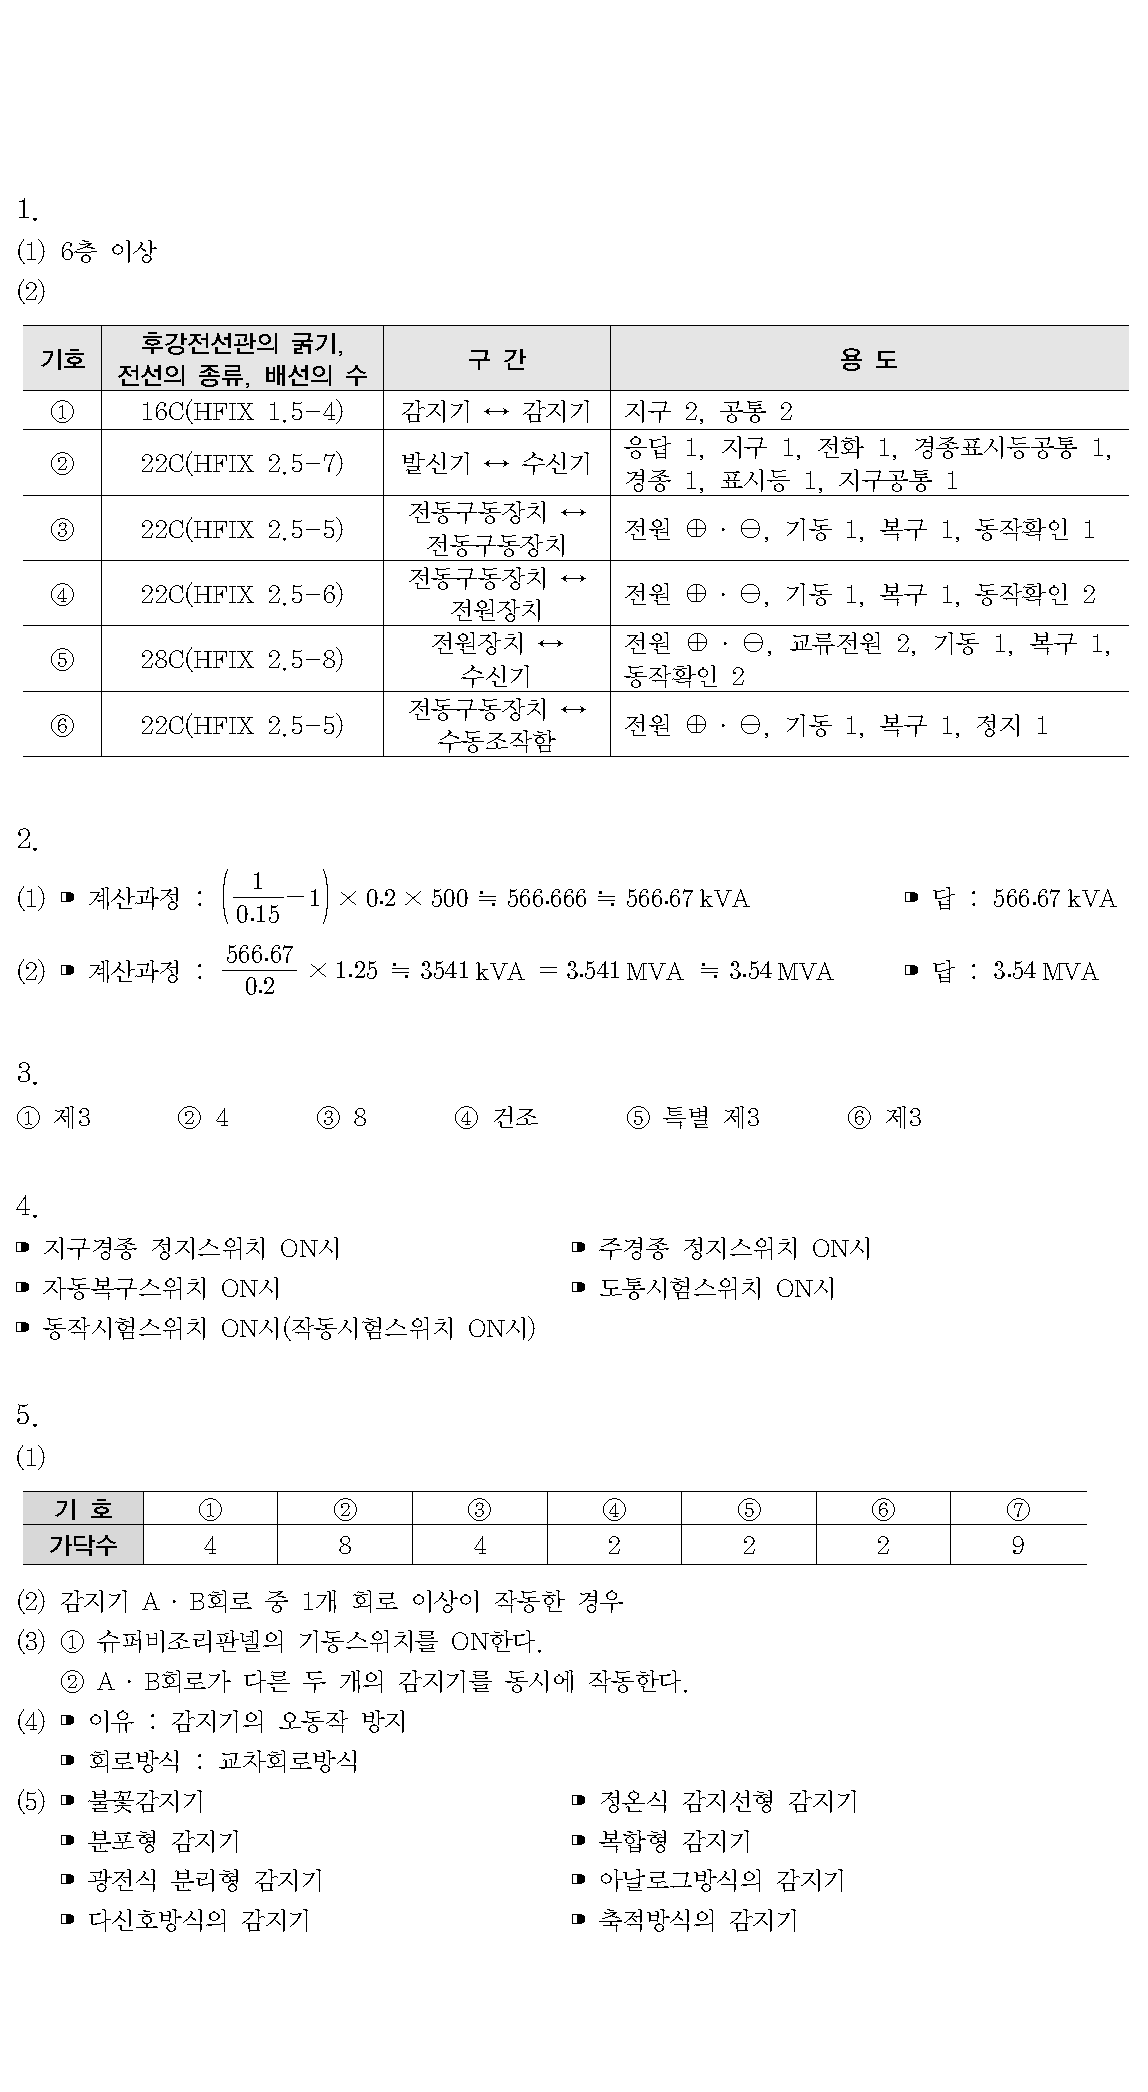 1.
(1) 6층 이상
(2)
기호 후강전선관의 굵기, 전선의 종류, 배선의 수 구 간 용 도
① 16C(HFIX 1.5-4) 감지기 ↔ 감지기 지구 2, 공통 2
② 22C(HFIX 2.5-7) 발신기 ↔ 수신기 응답 1, 지구 1, 전화 1, 경종표시등공통 1, 경종 1, 표시등 1, 지구공통 1
③ 22C(HFIX 2.5-5) 전동구동장치 ↔ 전동구동장치 전원 ⊕ · ⊖, 기동 1, 복구 1, 동작확인 1
④ 22C(HFIX 2.5-6) 전동구동장치 ↔ 전원장치 전원 ⊕ · ⊖, 기동 1, 복구 1, 동작확인 2
⑤ 28C(HFIX 2.5-8) 전원장치 ↔ 수신기 전원 ⊕ · ⊖, 교류전원 2, 기동 1, 복구 1, 동작확인 2
⑥ 22C(HFIX 2.5-5) 전동구동장치 ↔ 수동조작함 전원 ⊕ · ⊖, 기동 1, 복구 1, 정지 1
2.
(1) ◗ 계산과정 : (1/0.15 − 1) × 0.2 × 500 ≒ 566.666 ≒ 566.67 kVA ◗ 답 : 566.67 kVA
(2) ◗ 계산과정 : 566.67/0.2 × 1.25 ≒ 3541 kVA = 3.541 MVA ≒ 3.54 MVA ◗ 답 : 3.54 MVA
3.
① 제3 ② 4 ③ 8 ④ 건조 ⑤ 특별 제3 ⑥ 제3
4.
◗ 지구경종 정지스위치 ON시 ◗ 주경종 정지스위치 ON시
◗ 자동복구스위치 ON시 ◗ 도통시험스위치 ON시
◗ 동작시험스위치 ON시(작동시험스위치 ON시)
5.
(1)
기 호 ① ② ③ ④ ⑤ ⑥ ⑦
가닥수 4 8 4 2 2 2 9
(2) 감지기 A · B회로 중 1개 회로 이상이 작동한 경우
(3) ① 슈퍼비조리판넬의 기동스위치를 ON한다.
② A · B회로가 다른 두 개의 감지기를 동시에 작동한다.
(4) ◗ 이유 : 감지기의 오동작 방지
◗ 회로방식 : 교차회로방식
(5) ◗ 불꽃감지기 ◗ 정온식 감지선형 감지기
◗ 분포형 감지기 ◗ 복합형 감지기
◗ 광전식 분리형 감지기 ◗ 아날로그방식의 감지기
◗ 다신호방식의 감지기 ◗ 축적방식의 감지기